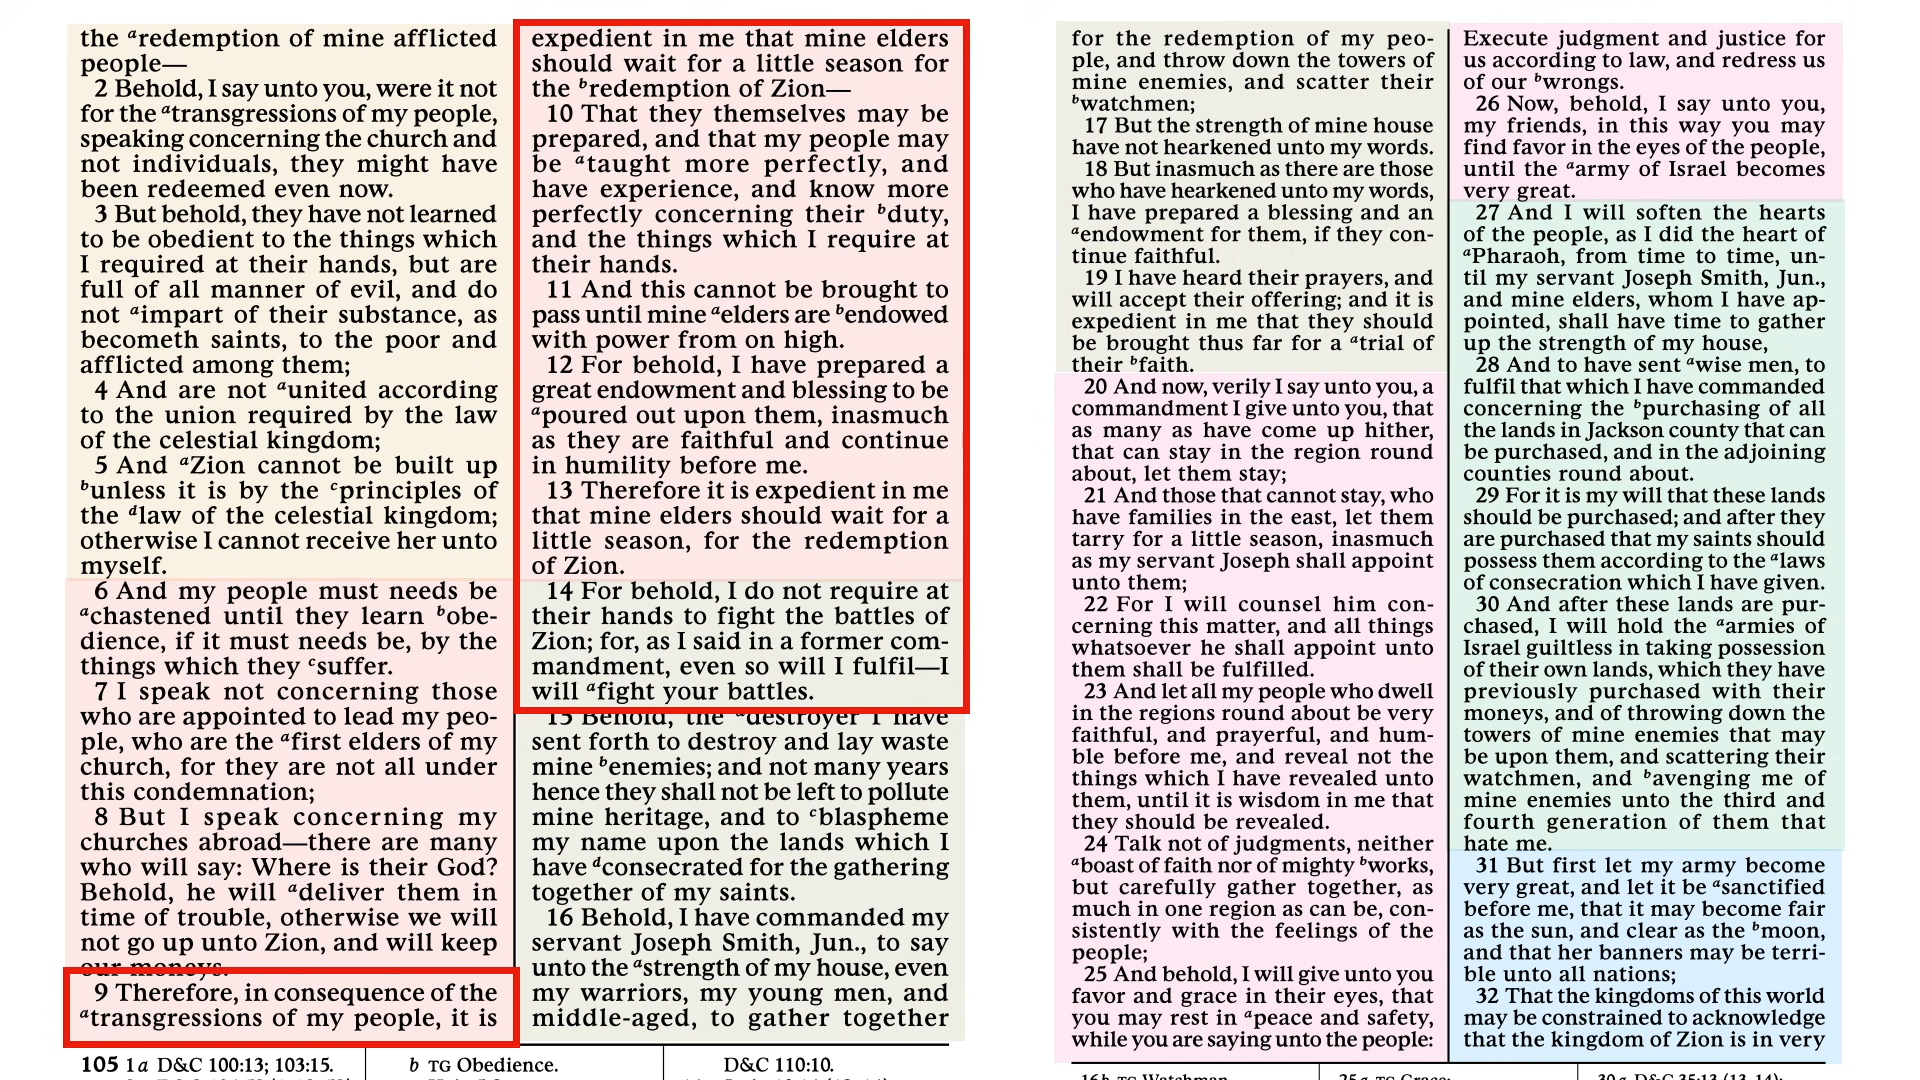 the ᵃredemption of mine afflicted
people—
2 Behold, I say unto you, were it not
for the ᵃtransgressions of my people,
speaking concerning the church and
not individuals, they might have
been redeemed even now.
3 But behold, they have not learned
to be obedient to the things which
I required at their hands, but are
full of all manner of evil, and do
not ᵃimpart of their substance, as
becometh saints, to the poor and
afflicted among them;
4 And are not ᵃunited according
to the union required by the law
of the celestial kingdom;
5 And ᵃZion cannot be built up
ᵇunless it is by the ᶜprinciples of
the ᵈlaw of the celestial kingdom;
otherwise I cannot receive her unto
myself.
6 And my people must needs be
ᵃchastened until they learn ᵇobe-
dience, if it must needs be, by the
things which they ᶜsuffer.
7 I speak not concerning those
who are appointed to lead my peo-
ple, who are the ᵃfirst elders of my
church, for they are not all under
this condemnation;
8 But I speak concerning my
churches abroad—there are many
who will say: Where is their God?
Behold, he will ᵃdeliver them in
time of trouble, otherwise we will
not go up unto Zion, and will keep
our moneys.
9 Therefore, in consequence of the
ᵃtransgressions of my people, it is
expedient in me that mine elders
should wait for a little season for
the ᵇredemption of Zion—
10 That they themselves may be
prepared, and that my people may
be ᵃtaught more perfectly, and
have experience, and know more
perfectly concerning their ᵇduty,
and the things which I require at
their hands.
11 And this cannot be brought to
pass until mine ᵃelders are ᵇendowed
with power from on high.
12 For behold, I have prepared a
great endowment and blessing to be
ᵃpoured out upon them, inasmuch
as they are faithful and continue
in humility before me.
13 Therefore it is expedient in me
that mine elders should wait for a
little season, for the redemption
of Zion.
14 For behold, I do not require at
their hands to fight the battles of
Zion; for, as I said in a former com-
mandment, even so will I fulfil—I
will ᵃfight your battles.
15 Behold, the ᵃdestroyer I have
sent forth to destroy and lay waste
mine ᵇenemies; and not many years
hence they shall not be left to pollute
mine heritage, and to ᶜblaspheme
my name upon the lands which I
have ᵈconsecrated for the gathering
together of my saints.
16 Behold, I have commanded my
servant Joseph Smith, Jun., to say
unto the ᵃstrength of my house, even
my warriors, my young men, and
middle-aged, to gather together
105 1 a D&C 100:13; 103:15.
b TG Obedience.
D&C 110:10.
for the redemption of my peo-
ple, and throw down the towers of
mine enemies, and scatter their
ᵇwatchmen;
17 But the strength of mine house
have not hearkened unto my words.
18 But inasmuch as there are those
who have hearkened unto my words,
I have prepared a blessing and an
ᵃendowment for them, if they con-
tinue faithful.
19 I have heard their prayers, and
will accept their offering; and it is
expedient in me that they should
be brought thus far for a ᵃtrial of
their ᵇfaith.
20 And now, verily I say unto you, a
commandment I give unto you, that
as many as have come up hither,
that can stay in the region round
about, let them stay;
21 And those that cannot stay, who
have families in the east, let them
tarry for a little season, inasmuch
as my servant Joseph shall appoint
unto them;
22 For I will counsel him con-
cerning this matter, and all things
whatsoever he shall appoint unto
them shall be fulfilled.
23 And let all my people who dwell
in the regions round about be very
faithful, and prayerful, and hum-
ble before me, and reveal not the
things which I have revealed unto
them, until it is wisdom in me that
they should be revealed.
24 Talk not of judgments, neither
ᵃboast of faith nor of mighty ᵇworks,
but carefully gather together, as
much in one region as can be, con-
sistently with the feelings of the
people;
25 And behold, I will give unto you
favor and grace in their eyes, that
you may rest in ᵃpeace and safety,
while you are saying unto the people:
Execute judgment and justice for
us according to law, and redress us
of our ᵇwrongs.
26 Now, behold, I say unto you,
my friends, in this way you may
find favor in the eyes of the people,
until the ᵃarmy of Israel becomes
very great.
27 And I will soften the hearts
of the people, as I did the heart of
ᵃPharaoh, from time to time, un-
til my servant Joseph Smith, Jun.,
and mine elders, whom I have ap-
pointed, shall have time to gather
up the strength of my house,
28 And to have sent ᵃwise men, to
fulfil that which I have commanded
concerning the ᵇpurchasing of all
the lands in Jackson county that can
be purchased, and in the adjoining
counties round about.
29 For it is my will that these lands
should be purchased; and after they
are purchased that my saints should
possess them according to the ᵃlaws
of consecration which I have given.
30 And after these lands are pur-
chased, I will hold the ᵃarmies of
Israel guiltless in taking possession
of their own lands, which they have
previously purchased with their
moneys, and of throwing down the
towers of mine enemies that may
be upon them, and scattering their
watchmen, and ᵇavenging me of
mine enemies unto the third and
fourth generation of them that
hate me.
31 But first let my army become
very great, and let it be ᵃsanctified
before me, that it may become fair
as the sun, and clear as the ᵇmoon,
and that her banners may be terri-
ble unto all nations;
32 That the kingdoms of this world
may be constrained to acknowledge
that the kingdom of Zion is in very